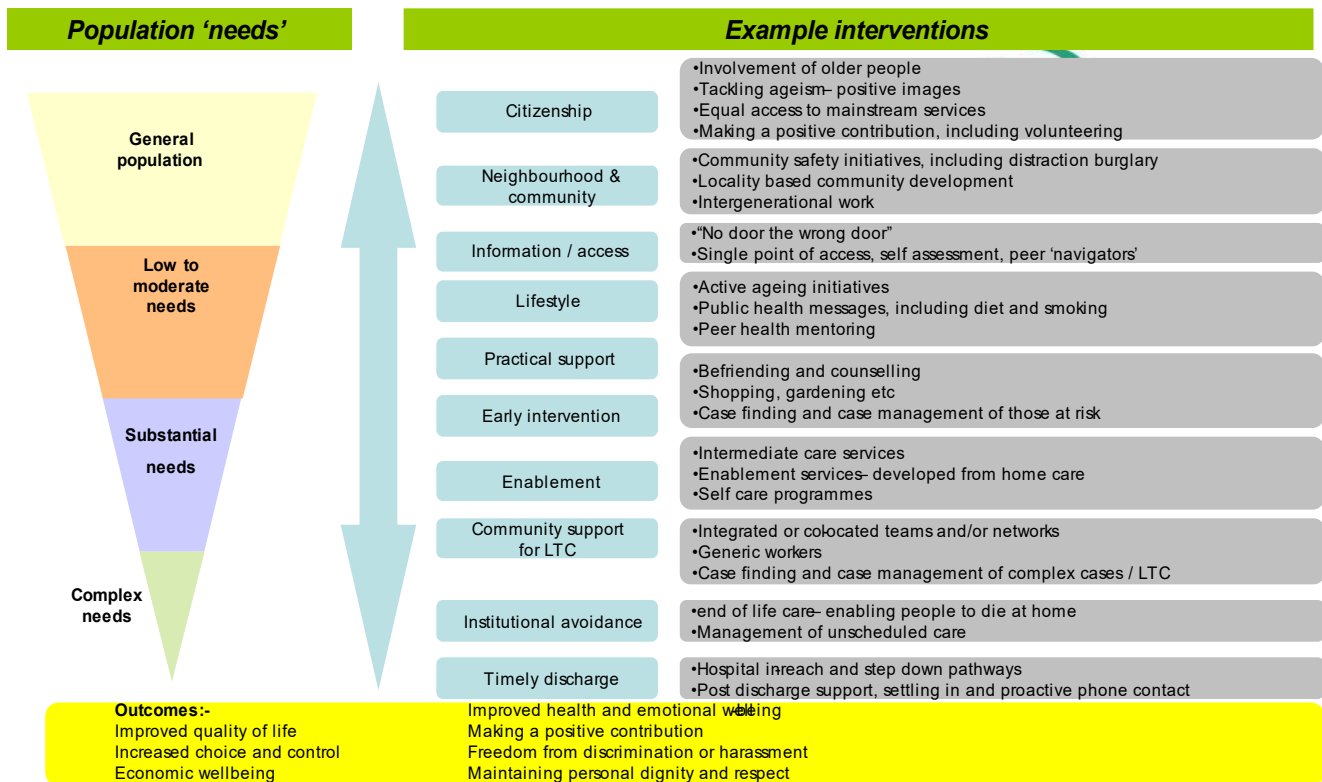 Population ‘needs’
Example interventions
General
population
Low to
moderate
needs
Substantial
needs
Complex
needs
Citizenship
•Involvement of older people
•Tackling ageism– positive images
•Equal access to mainstream services
•Making a positive contribution, including volunteering
Neighbourhood &
community
•Community safety initiatives, including distraction burglary
•Locality based community development
•Intergenerational work
Information / access
•“No door the wrong door”
•Single point of access, self assessment, peer ‘navigators’
Lifestyle
•Active ageing initiatives
•Public health messages, including diet and smoking
•Peer health mentoring
Practical support
Early intervention
•Befriending and counselling
•Shopping, gardening etc
•Case finding and case management of those at risk
Enablement
•Intermediate care services
•Enablement services– developed from home care
•Self care programmes
Community support
for LTC
•Integrated or co-located teams and/or networks
•Generic workers
•Case finding and case management of complex cases / LTC
Institutional avoidance
•end of life care– enabling people to die at home
•Management of unscheduled care
Timely discharge
•Hospital in-reach and step down pathways
•Post discharge support, settling in and proactive phone contact
Outcomes:-
Improved quality of life
Increased choice and control
Economic wellbeing
Improved health and emotional well-being
Making a positive contribution
Freedom from discrimination or harassment
Maintaining personal dignity and respect